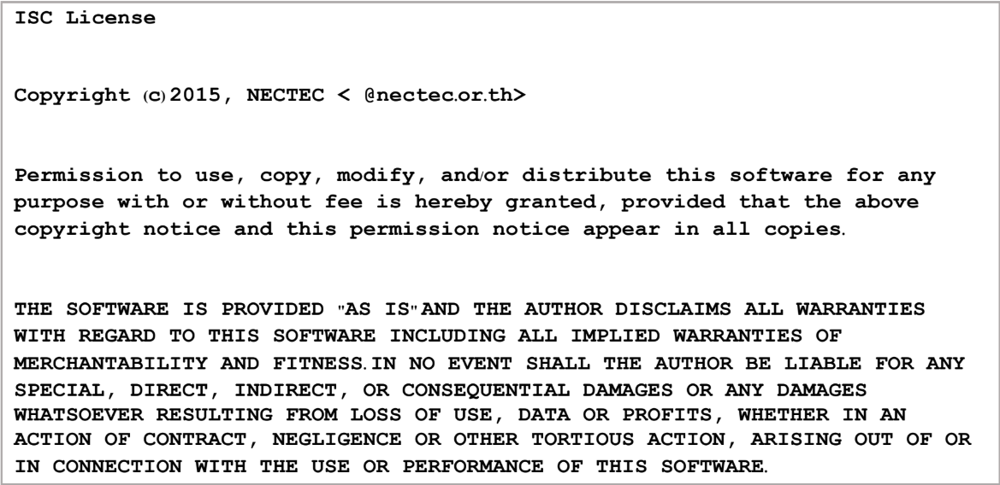 ISC License
Copyright (c) 2015, NECTEC < @nectec.or.th>
Permission to use, copy, modify, and/or distribute this software for any
purpose with or without fee is hereby granted, provided that the above
copyright notice and this permission notice appear in all copies.
THE SOFTWARE IS PROVIDED "AS IS" AND THE AUTHOR DISCLAIMS ALL WARRANTIES
WITH REGARD TO THIS SOFTWARE INCLUDING ALL IMPLIED WARRANTIES OF
MERCHANTABILITY AND FITNESS. IN NO EVENT SHALL THE AUTHOR BE LIABLE FOR ANY
SPECIAL, DIRECT, INDIRECT, OR CONSEQUENTIAL DAMAGES OR ANY DAMAGES
WHATSOEVER RESULTING FROM LOSS OF USE, DATA OR PROFITS, WHETHER IN AN
ACTION OF CONTRACT, NEGLIGENCE OR OTHER TORTIOUS ACTION, ARISING OUT OF OR
IN CONNECTION WITH THE USE OR PERFORMANCE OF THIS SOFTWARE.